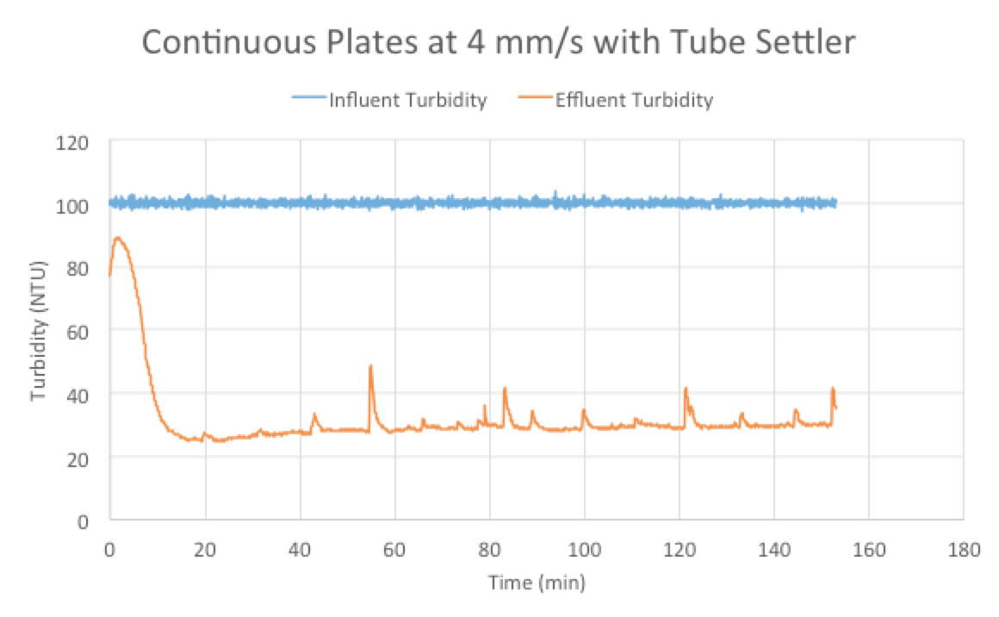 Continuous Plates at 4 mm/s with Tube Settler
Influent Turbidity Effluent Turbidity
120
100
80
60
40
20
0
Turbidity (NTU)
0 20 40 60 80 100 120 140 160 180
Time (min)